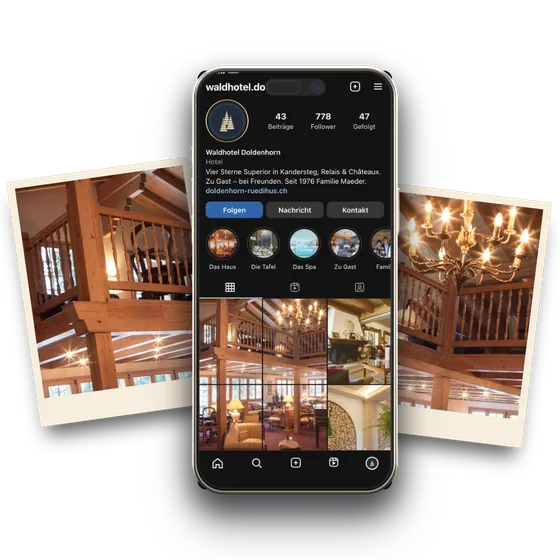 waldhotel.do
43 778 47
Beiträge Follower Gefolgt
Waldhotel Doldenhorn
Hotel
Vier Sterne Superior in Kandersteg, Relais & Châteaux.
Zu Gast – bei Freunden. Seit 1976 Familie Maeder.
doldenhorn-ruedihus.ch
Folgen Nachricht Kontakt
Das Haus Die Tafel Das Spa Zu Gast Famil